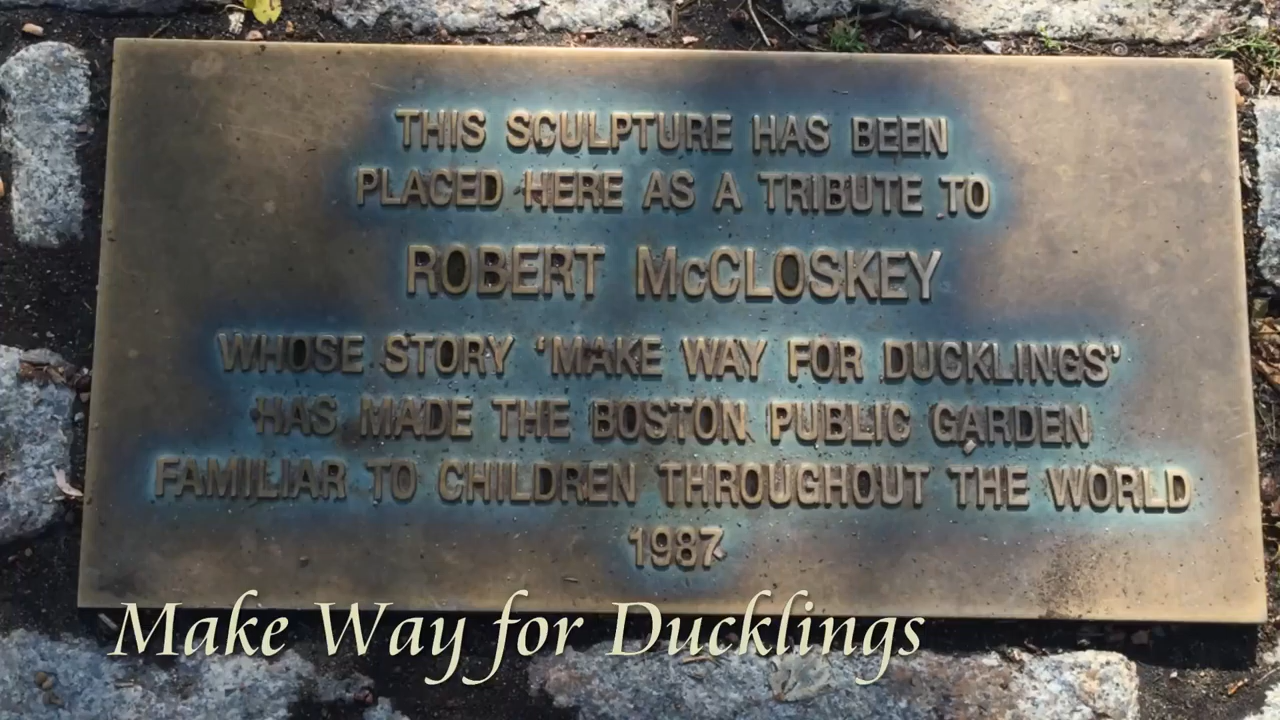 THIS SCULPTURE HAS BEEN
PLACED HERE AS A TRIBUTE TO
ROBERT McCLOSKEY
WHOSE STORY ‘MAKE WAY FOR DUCKLINGS’
HAS MADE THE BOSTON PUBLIC GARDEN
FAMILIAR TO CHILDREN THROUGHOUT THE WORLD
1987
Make Way for Ducklings